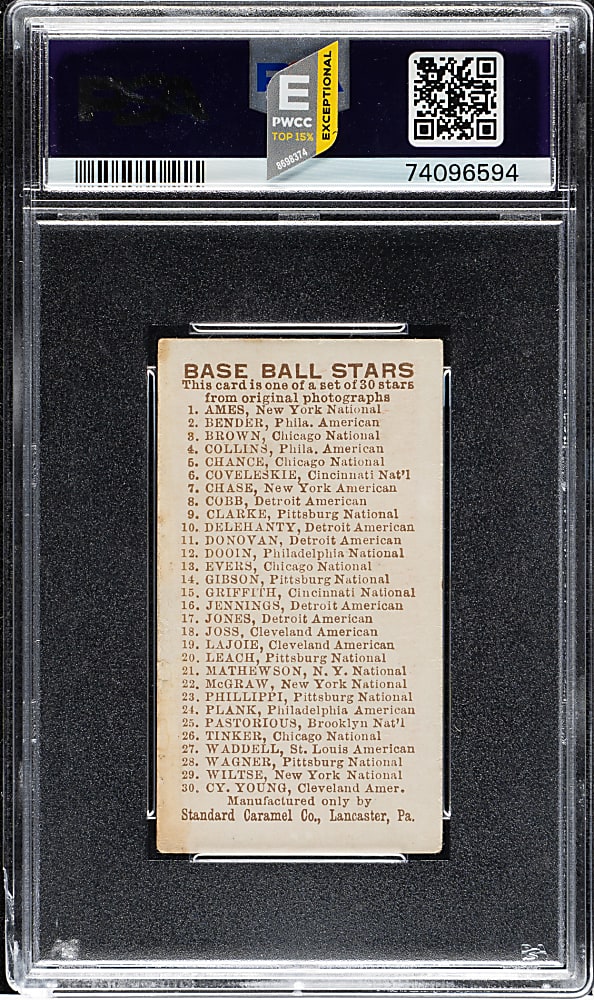 E
PWCC
TOP 15%
EXCEPTIONAL
8698374
74096594
BASE BALL STARS
This card is one of a set of 30 stars
from original photographs
1. AMES, New York National
2. BENDER, Phila. American
3. BROWN, Chicago National
4. COLLINS, Phila. American
5. CHANCE, Chicago National
6. COVELESKIE, Cincinnati Nat'l
7. CHASE, New York American
8. COBB, Detroit American
9. CLARKE, Pittsburg National
10. DELEHANTY, Detroit American
11. DONOVAN, Detroit American
12. DOOIN, Philadelphia National
13. EVERS, Chicago National
14. GIBSON, Pittsburg National
15. GRIFFITH, Cincinnati National
16. JENNINGS, Detroit American
17. JONES, Detroit American
18. JOSS, Cleveland American
19. LAJOIE, Cleveland American
20. LEACH, Pittsburg National
21. MATHEWSON, N. Y. National
22. McGRAW, New York National
23. PHILLIPPI, Pittsburg National
24. PLANK, Philadelphia American
25. PASTORIOUS, Brooklyn Nat'l
26. TINKER, Chicago National
27. WADDELL, St. Louis American
28. WAGNER, Pittsburg National
29. WILTSE, New York National
30. CY. YOUNG, Cleveland Amer.
Manufactured only by
Standard Caramel Co., Lancaster, Pa.